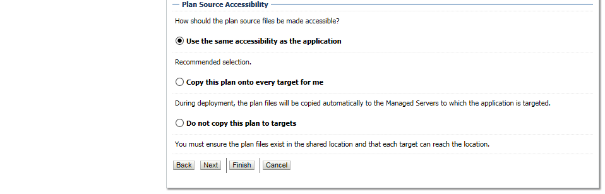 Plan Source Accessibility
How should the plan source files be made accessible?
Use the same accessibility as the application
Recommended selection.
Copy this plan onto every target for me
During deployment, the plan files will be copied automatically to the Managed Servers to which the application is targeted.
Do not copy this plan to targets
You must ensure the plan files exist in the shared location and that each target can reach the location.
Back Next Finish Cancel